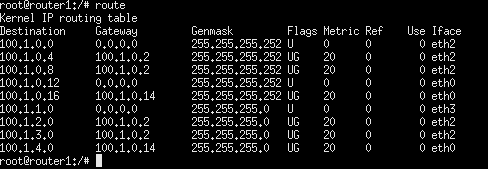 root@router1:/# route
Kernel IP routing table
Destination     Gateway         Genmask         Flags Metric Ref    Use Iface
100.1.0.0       0.0.0.0         255.255.255.252 U     0      0        0 eth2
100.1.0.4       100.1.0.2       255.255.255.252 UG    20     0        0 eth2
100.1.0.8       100.1.0.2       255.255.255.252 UG    20     0        0 eth2
100.1.0.12      0.0.0.0         255.255.255.252 U     0      0        0 eth0
100.1.0.16      100.1.0.14      255.255.255.252 UG    20     0        0 eth0
100.1.1.0       0.0.0.0         255.255.255.0   U     0      0        0 eth3
100.1.2.0       100.1.0.2       255.255.255.0   UG    20     0        0 eth2
100.1.3.0       100.1.0.2       255.255.255.0   UG    20     0        0 eth2
100.1.4.0       100.1.0.14      255.255.255.0   UG    20     0        0 eth0
root@router1:/#